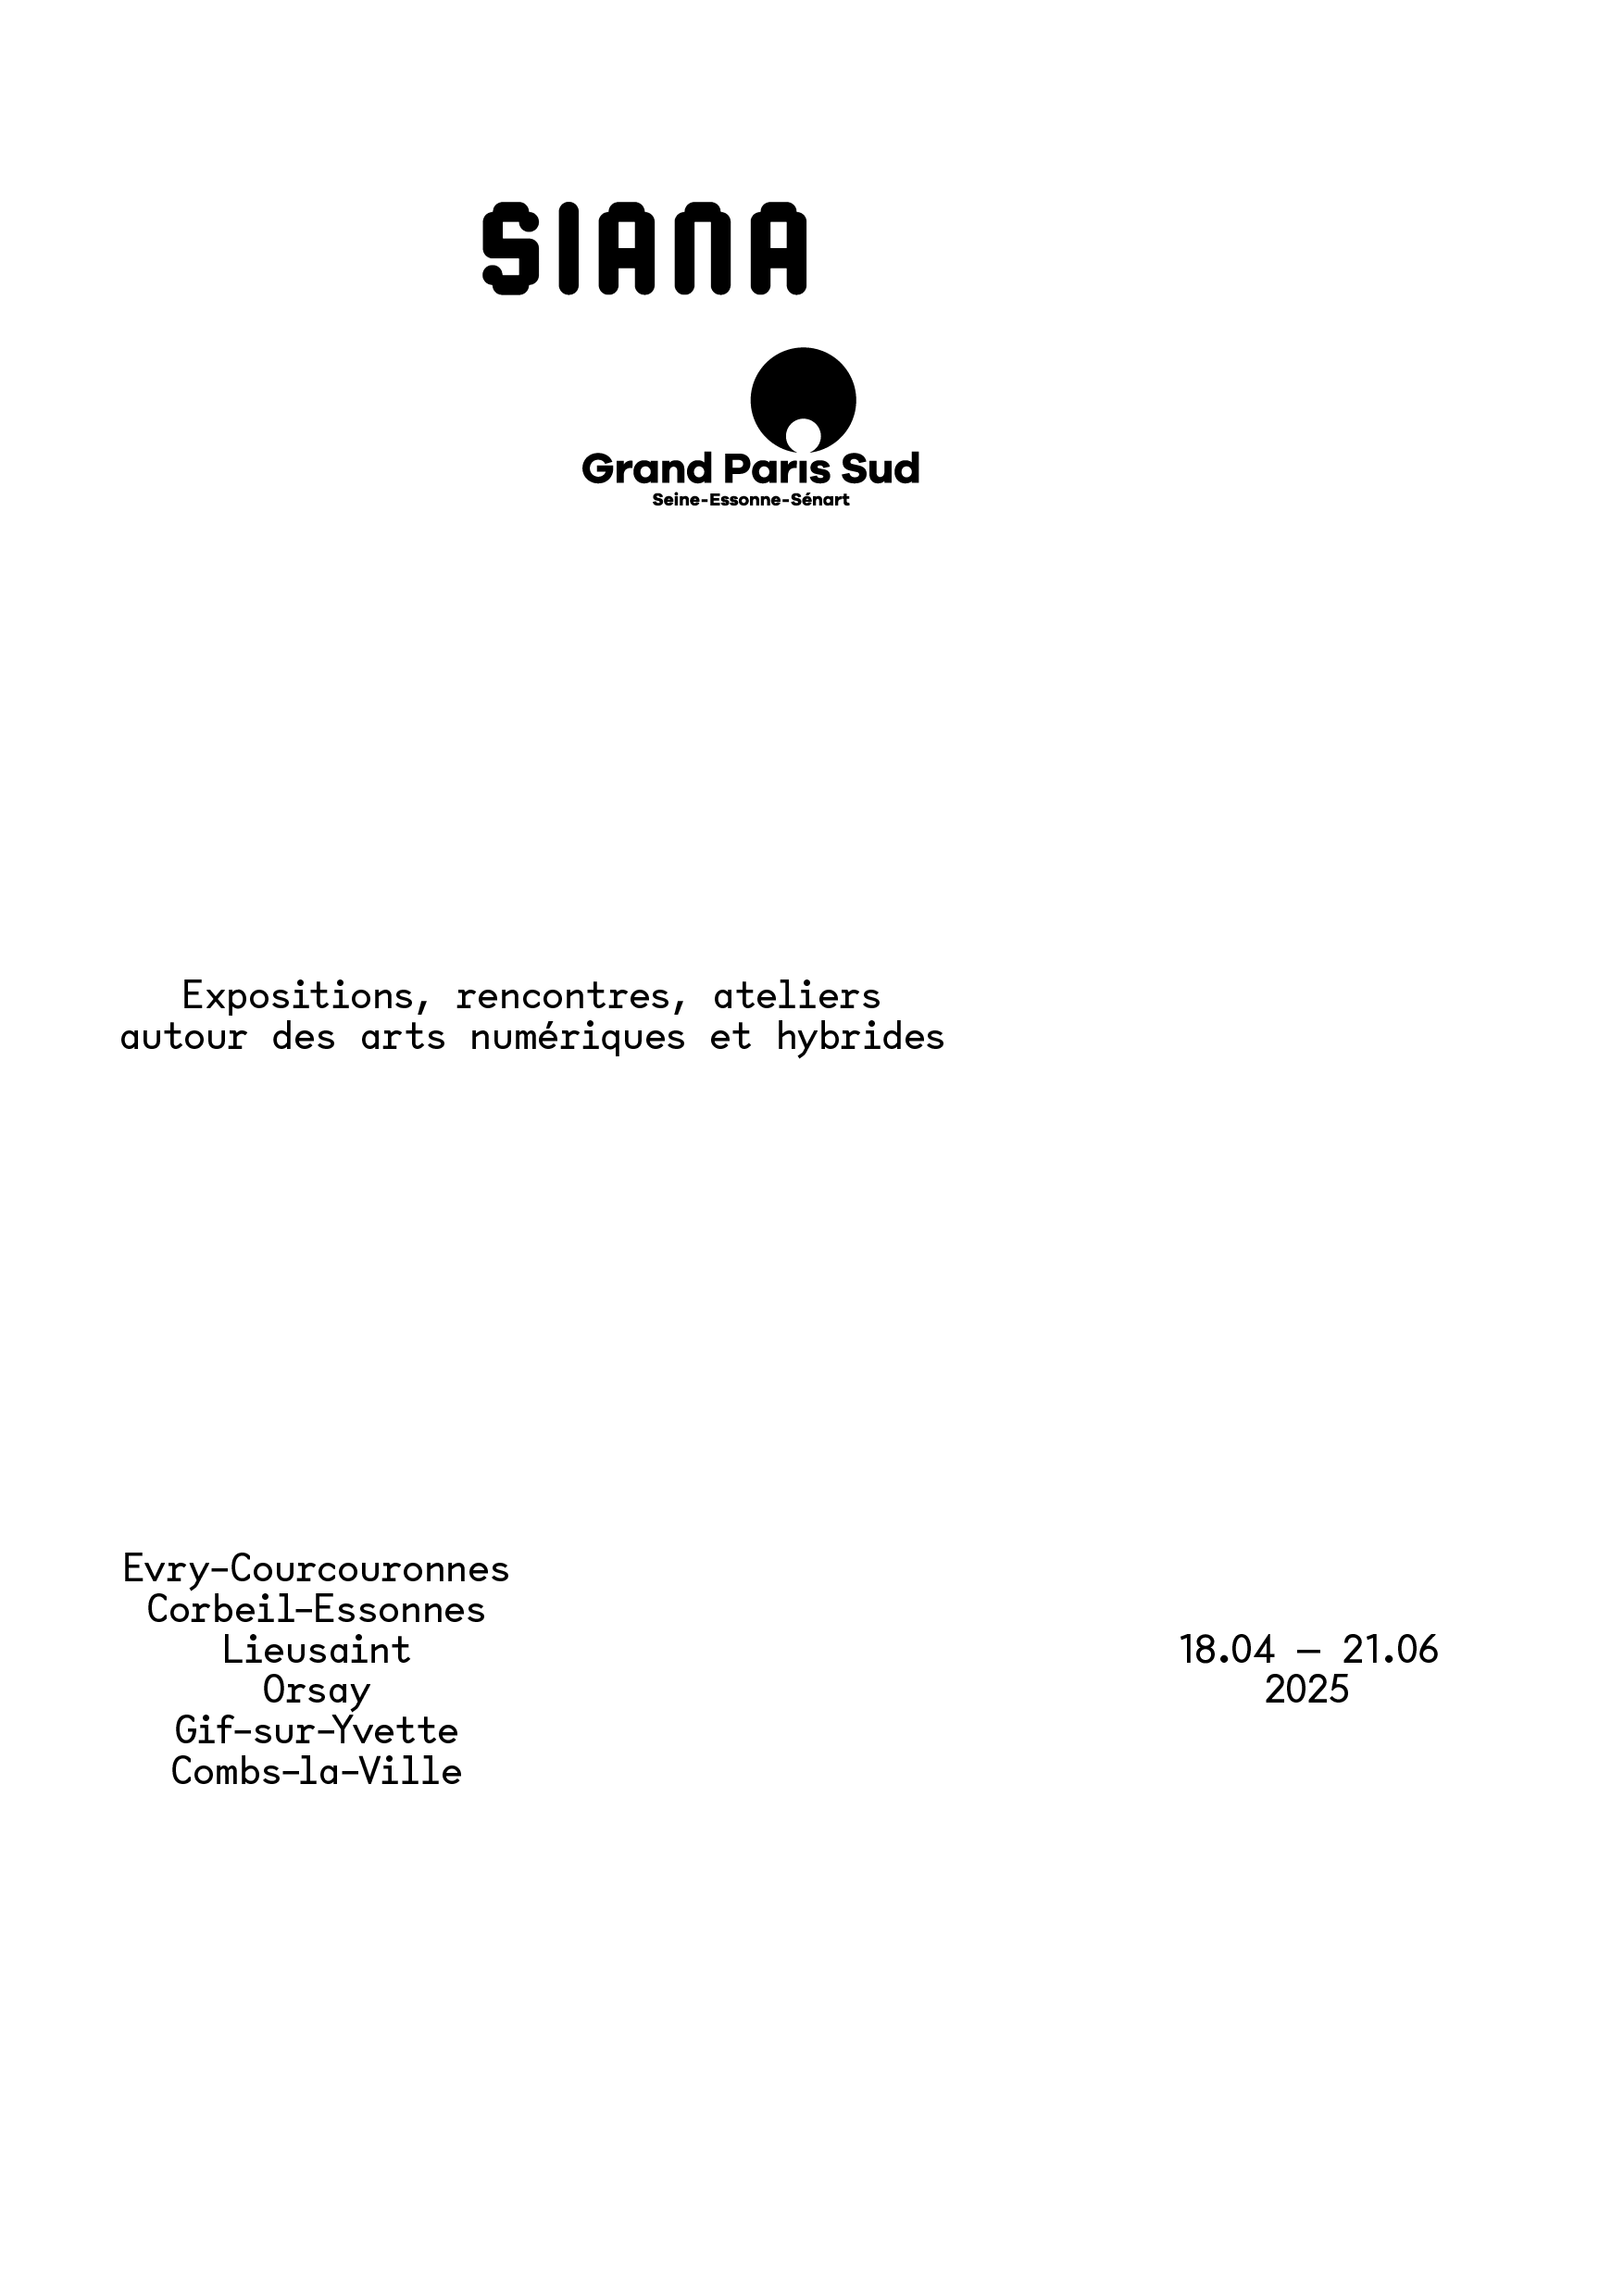 SIANA
Grand Paris Sud
Seine-Essonne-Sénart
Expositions, rencontres, ateliers
autour des arts numériques et hybrides
Evry-Courcouronnes
Corbeil-Essonnes
Lieusaint
Orsay
Gif-sur-Yvette
Combs-la-Ville
18.04 – 21.06
2025